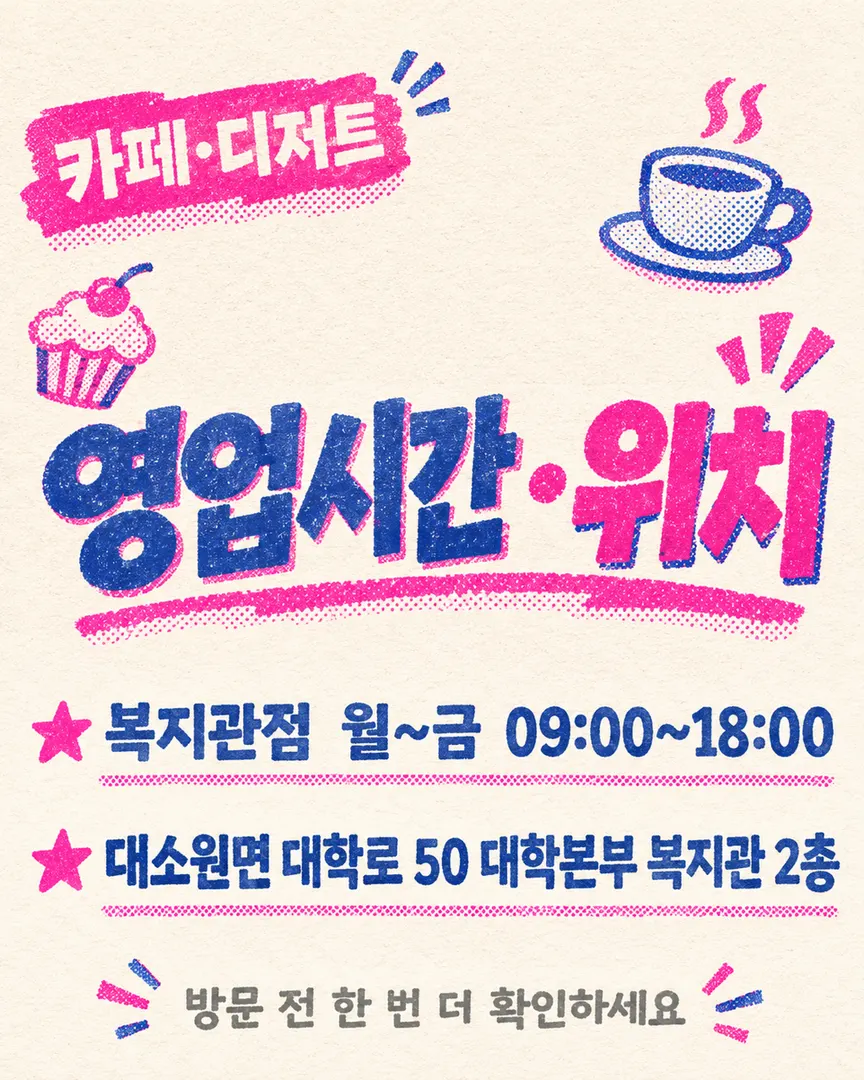 카페·디저트
영업시간·위치
복지관점 월~금 09:00~18:00
대소원면 대학로 50 대학본부 복지관 2총
방문 전 한 번 더 확인하세요